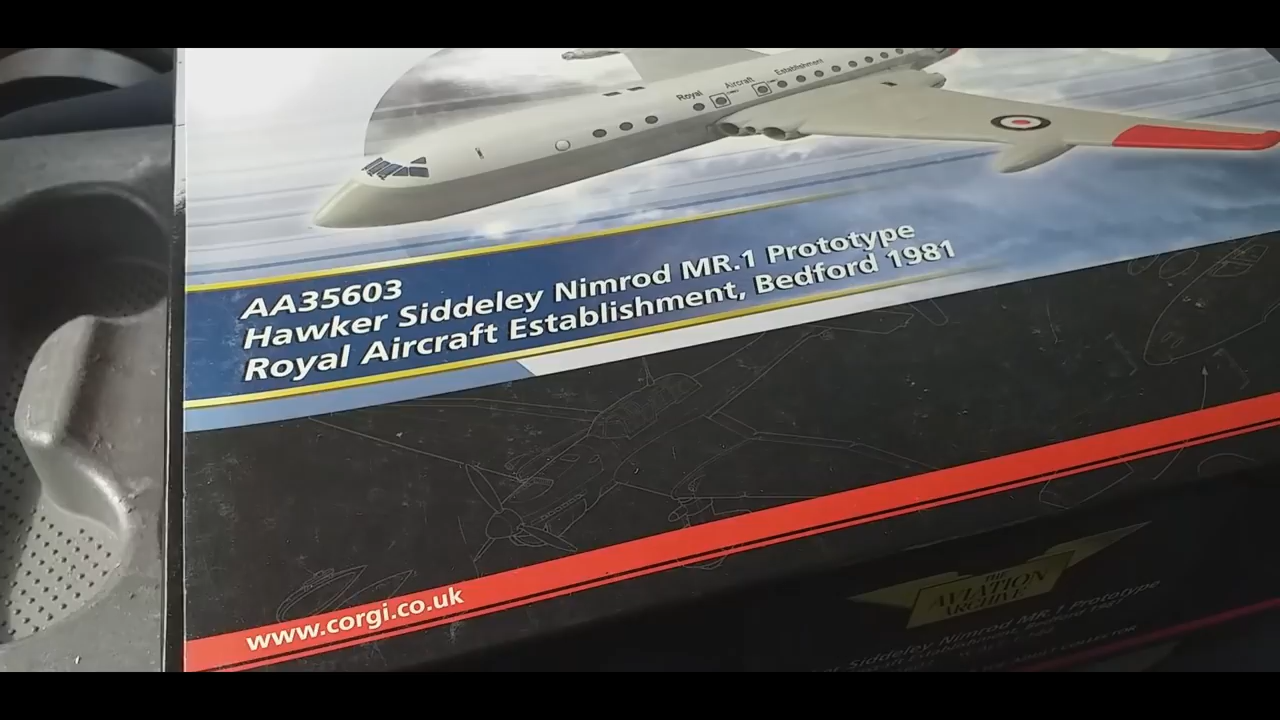 Royal Aircraft Establishment
AA35603
Hawker Siddeley Nimrod MR.1 Prototype
Royal Aircraft Establishment, Bedford 1981
www.corgi.co.uk
THE
AVIATION
ARCHIVE
Siddeley Nimrod MR.1 Prototype